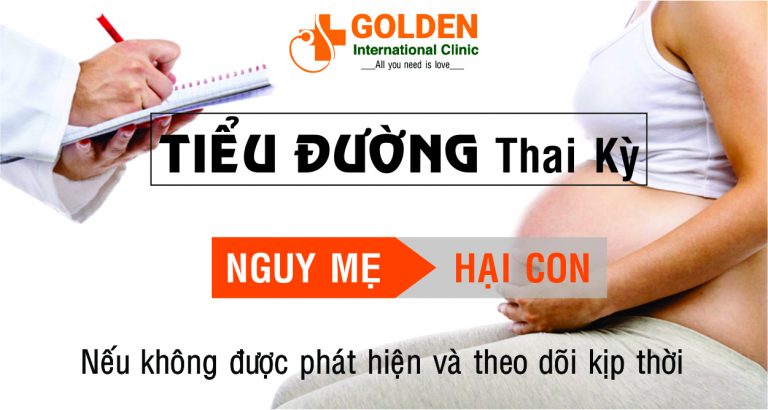 GOLDEN
International Clinic
___All you need is love___
TIỂU ĐƯỜNG Thai Kỳ
NGUY MẸ HẠI CON
Nếu không được phát hiện và theo dõi kịp thời